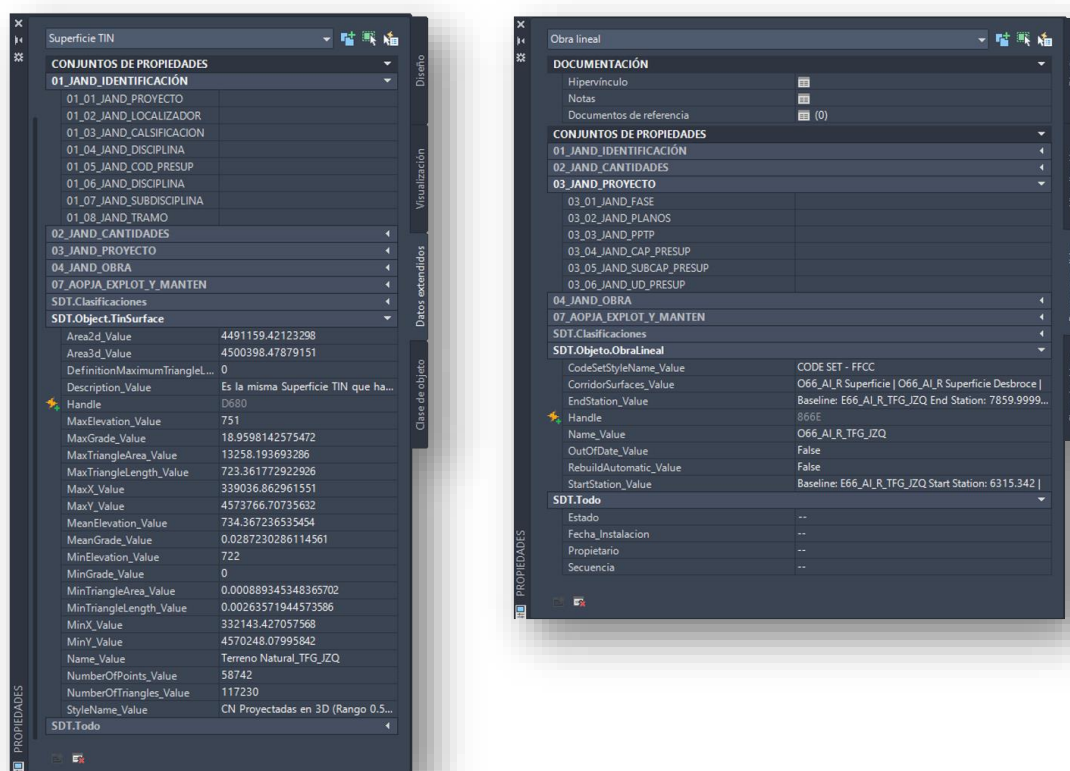 Superficie TIN
CONJUNTOS DE PROPIEDADES
01_JAND_IDENTIFICACIÓN
01_01_JAND_PROYECTO
01_02_JAND_LOCALIZADOR
01_03_JAND_CALSIFICACION
01_04_JAND_DISCIPLINA
01_05_JAND_COD_PRESUP
01_06_JAND_DISCIPLINA
01_07_JAND_SUBDISCIPLINA
01_08_JAND_TRAMO
02_JAND_CANTIDADES
03_JAND_PROYECTO
04_JAND_OBRA
07_AOPJA_EXPLOT_Y_MANTEN
SDT.Clasificaciones
SDT.Object.TinSurface
Area2d_Value 4491159.42123298
Area3d_Value 4500398.47879151
DefinitionMaximumTriangleL... 0
Description_Value Es la misma Superficie TIN que ha...
Handle D680
MaxElevation_Value 751
MaxGrade_Value 18.9598142575472
MaxTriangleArea_Value 13258.193693286
MaxTriangleLength_Value 723.361772922926
MaxX_Value 339036.862961551
MaxY_Value 4573766.70735632
MeanElevation_Value 734.367236535454
MeanGrade_Value 0.0287230286114561
MinElevation_Value 722
MinGrade_Value 0
MinTriangleArea_Value 0.000889345348365702
MinTriangleLength_Value 0.00263571944573586
MinX_Value 332143.427057568
MinY_Value 4570248.07995842
Name_Value Terreno Natural_TFG_JZQ
NumberOfPoints_Value 58742
NumberOfTriangles_Value 117230
StyleName_Value CN Proyectadas en 3D (Rango 0.5...
SDT.Todo
PROPIEDADES
Diseño
Visualización
Datos extendidos
Clase de objeto
Obra lineal
DOCUMENTACIÓN
Hipervínculo
Notas
Documentos de referencia (0)
CONJUNTOS DE PROPIEDADES
01_JAND_IDENTIFICACIÓN
02_JAND_CANTIDADES
03_JAND_PROYECTO
03_01_JAND_FASE
03_02_JAND_PLANOS
03_03_JAND_PPTP
03_04_JAND_CAP_PRESUP
03_05_JAND_SUBCAP_PRESUP
03_06_JAND_UD_PRESUP
04_JAND_OBRA
07_AOPJA_EXPLOT_Y_MANTEN
SDT.Clasificaciones
SDT.Objeto.ObraLineal
CodeSetStyleName_Value CODE SET - FFCC
CorridorSurfaces_Value O66_AI_R Superficie | O66_AI_R Superficie Desbroce |
EndStation_Value Baseline: E66_AI_R_TFG_JZQ End Station: 7859.9999...
Handle 866E
Name_Value O66_AI_R_TFG_JZQ
OutOfDate_Value False
RebuildAutomatic_Value False
StartStation_Value Baseline: E66_AI_R_TFG_JZQ Start Station: 6315.342 |
SDT.Todo
Estado --
Fecha_Instalacion --
Propietario --
Secuencia --
PROPIEDADES